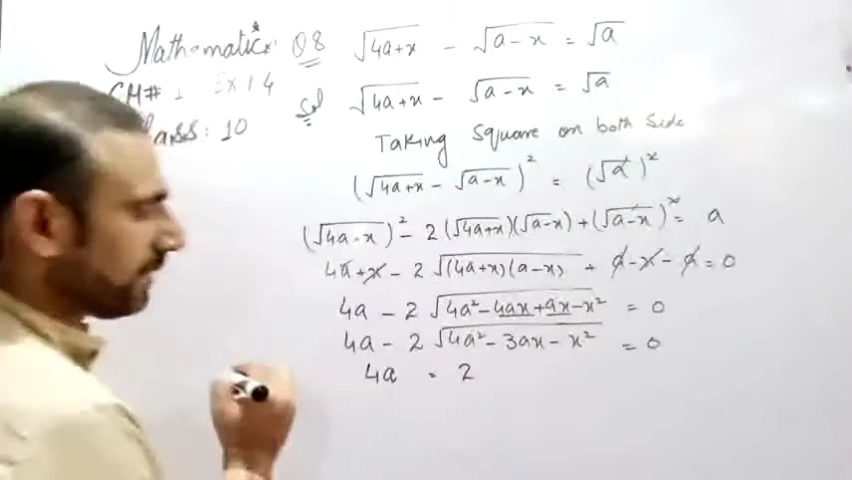 Mathematics Q8 √4a+x - √a-x = √a
CH# 1 Ex 1.4
Sol √4a+x - √a-x = √a
Class: 10
Taking Square on both Side
(√4a+x - √a-x)² = (√a)²
(√4a-x)² - 2(√4a+x)(√a-x) + (√a-x)² = a
4a+x - 2√(4a+x)(a-x) + a-x-a = 0
4a - 2√4a²-4ax+ax-x² = 0
4a - 2√4a²-3ax-x² = 0
4a = 2